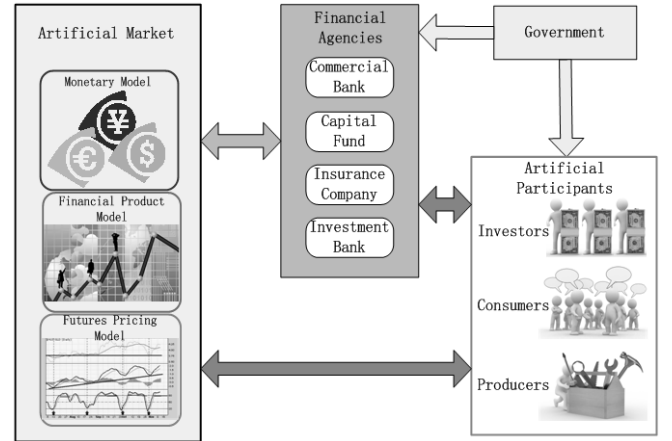 Artificial Market
Monetary Model
¥
€
$
Financial Product
Model
Futures Pricing
Model
Financial
Agencies
Commercial
Bank
Capital
Fund
Insurance
Company
Investment
Bank
Government
Artificial
Participants
Investors
Consumers
Producers